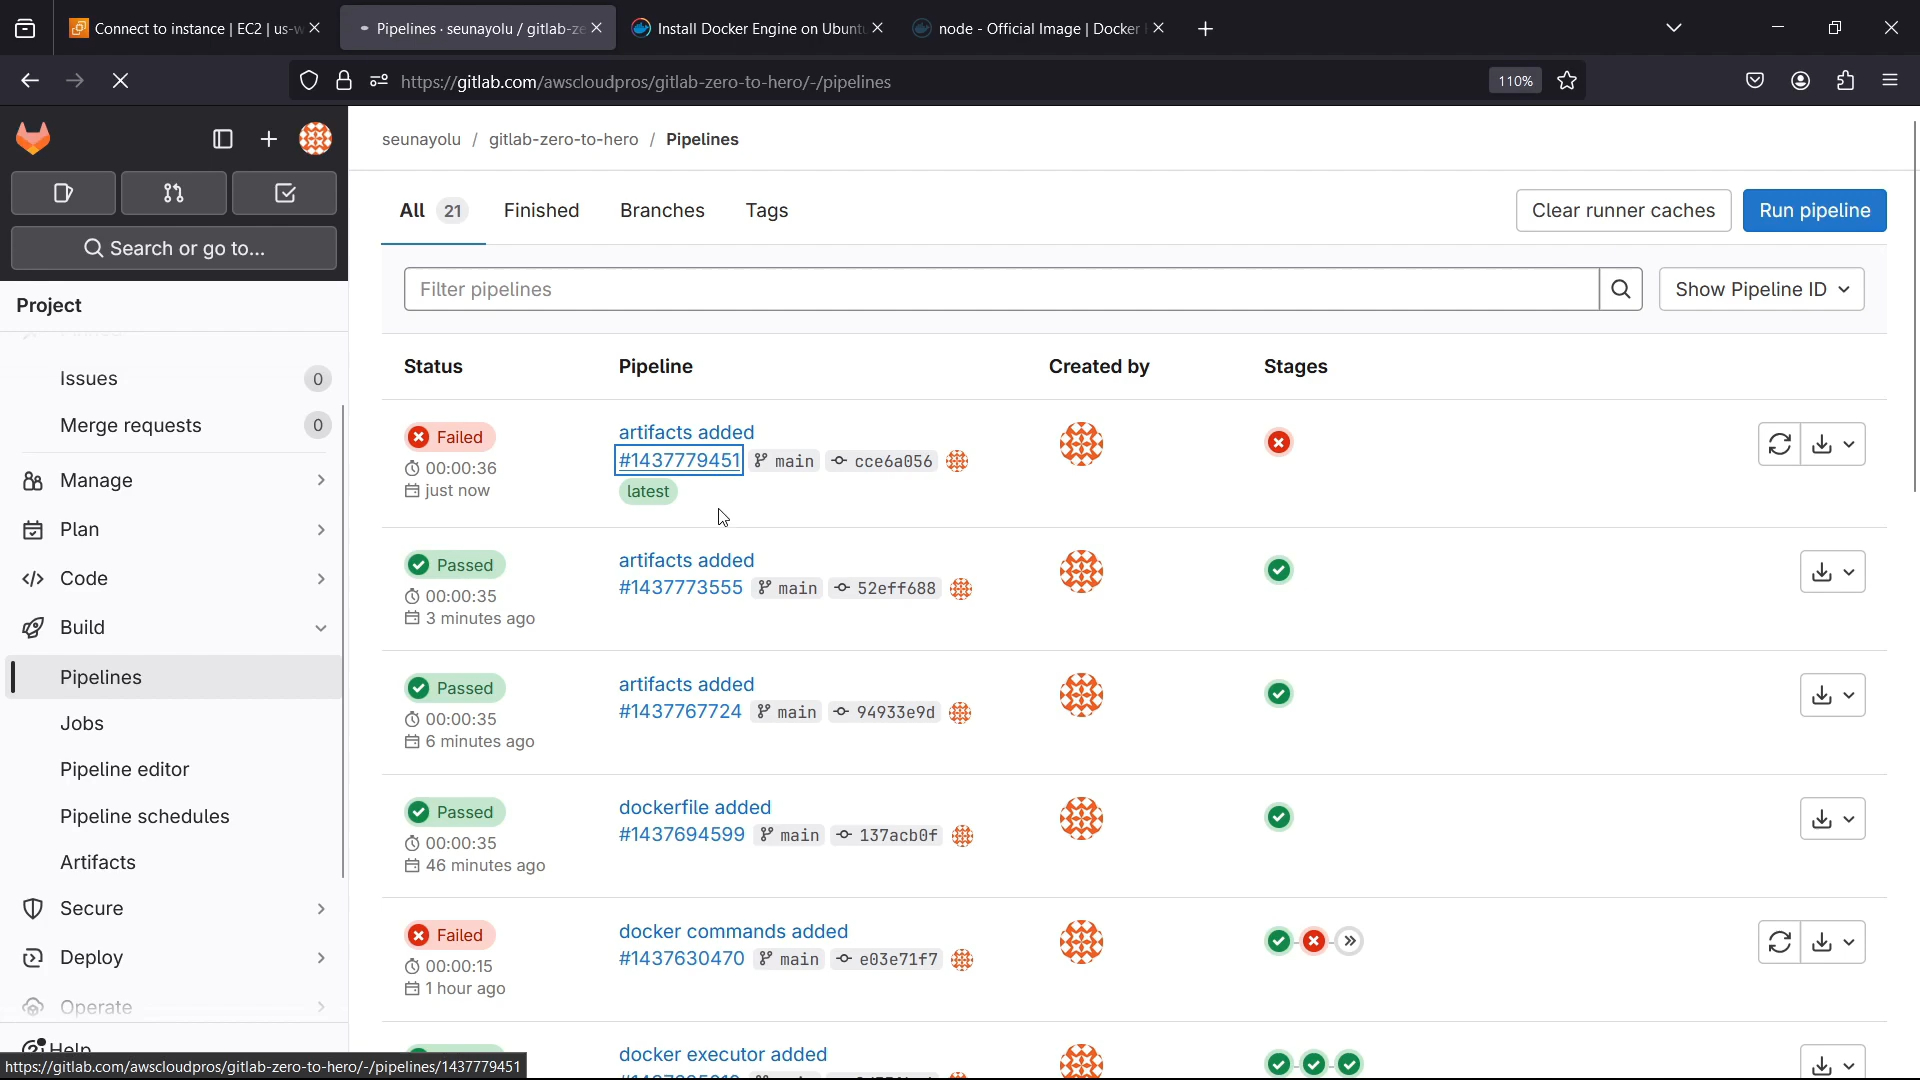 Connect to instance | EC2 | us-w
Pipelines · seunayolu / gitlab-ze
Install Docker Engine on Ubuntu
node - Official Image | Docker
https://gitlab.com/awscloudpros/gitlab-zero-to-hero/-/pipelines
110%
Search or go to...
Project
Issues 0
Merge requests 0
Manage
Plan
Code
Build
Pipelines
Jobs
Pipeline editor
Pipeline schedules
Artifacts
Secure
Deploy
Operate
Help
https://gitlab.com/awscloudpros/gitlab-zero-to-hero/-/pipelines/1437779451
seunayolu / gitlab-zero-to-hero / Pipelines
All 21 Finished Branches Tags
Clear runner caches Run pipeline
Filter pipelines
Show Pipeline ID
Status Pipeline Created by Stages
Failed
00:00:36
just now
artifacts added
#1437779451 main cce6a056
latest
Passed
00:00:35
3 minutes ago
artifacts added
#1437773555 main 52eff688
Passed
00:00:35
6 minutes ago
artifacts added
#1437767724 main 94933e9d
Passed
00:00:35
46 minutes ago
dockerfile added
#1437694599 main 137acb0f
Failed
00:00:15
1 hour ago
docker commands added
#1437630470 main e03e71f7
docker executor added